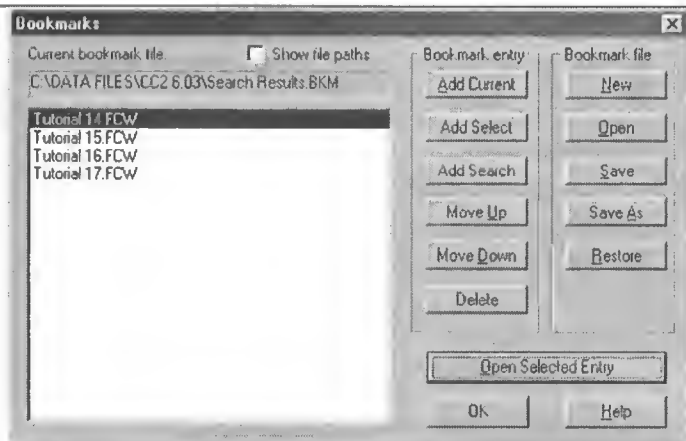 Bookmarks
Current bookmark file:
Show file paths
C:\DATA FILES\CC2 6.03\Search Results.BKM
Tutorial 14.FCW
Tutorial 15.FCW
Tutorial 16.FCW
Tutorial 17.FCW
Bookmark entry
Add Current
Add Select
Add Search
Move Up
Move Down
Delete
Bookmark file
New
Open
Save
Save As
Restore
Open Selected Entry
OK
Help